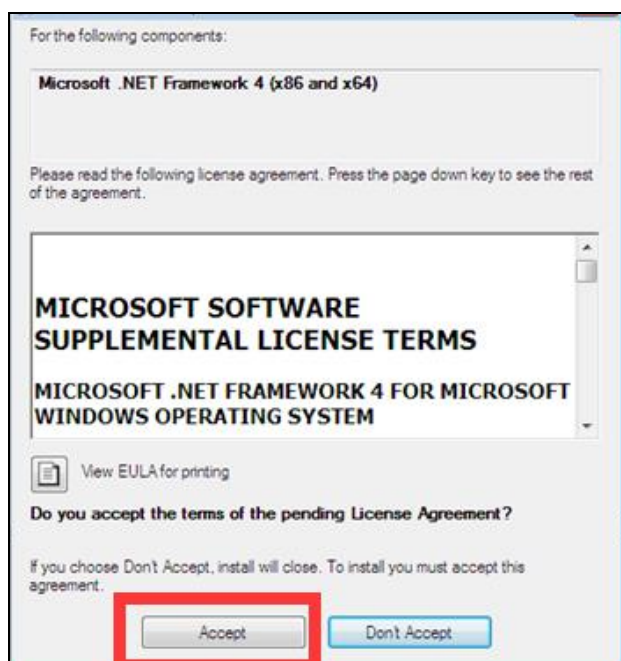 For the following components:
Microsoft .NET Framework 4 (x86 and x64)
Please read the following license agreement. Press the page down key to see the rest
of the agreement.
MICROSOFT SOFTWARE
SUPPLEMENTAL LICENSE TERMS
MICROSOFT .NET FRAMEWORK 4 FOR MICROSOFT
WINDOWS OPERATING SYSTEM
View EULA for printing
Do you accept the terms of the pending License Agreement?
If you choose Don't Accept, install will close. To install you must accept this
agreement.
Accept
Don't Accept